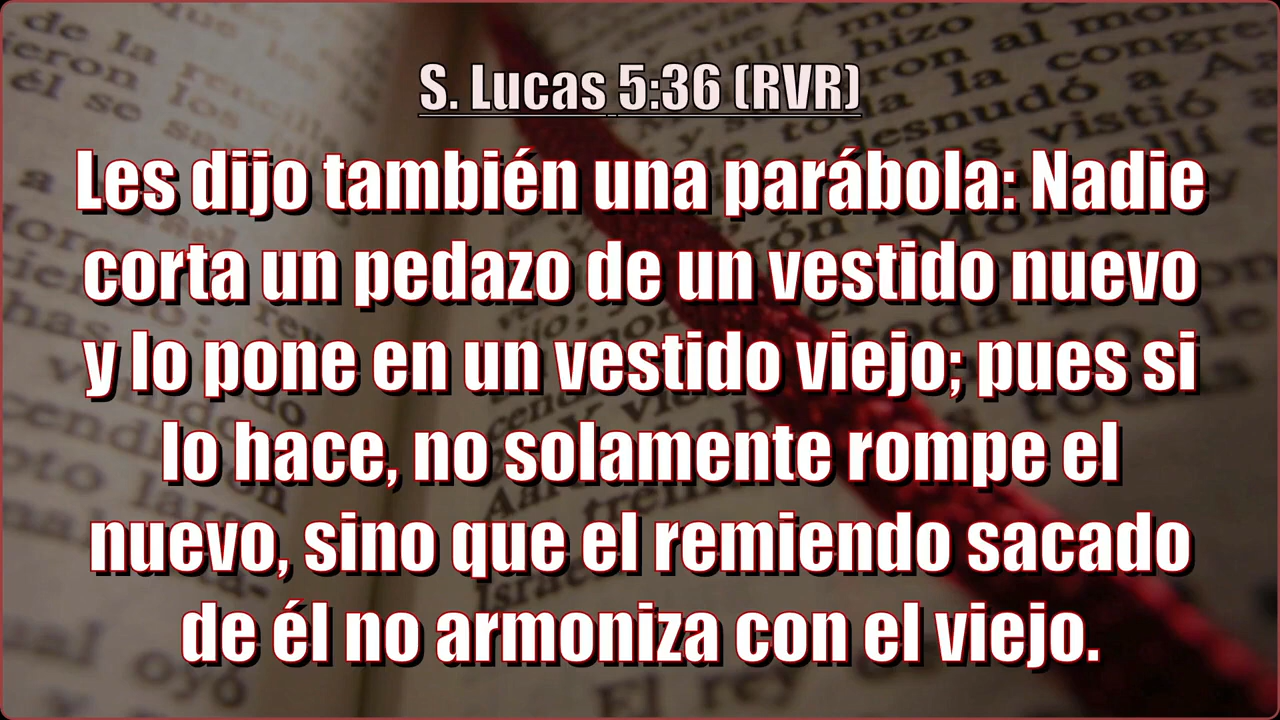 S. Lucas 5:36 (RVR)
Les dijo también una parábola: Nadie
corta un pedazo de un vestido nuevo
y lo pone en un vestido viejo; pues si
lo hace, no solamente rompe el
nuevo, sino que el remiendo sacado
de él no armoniza con el viejo.